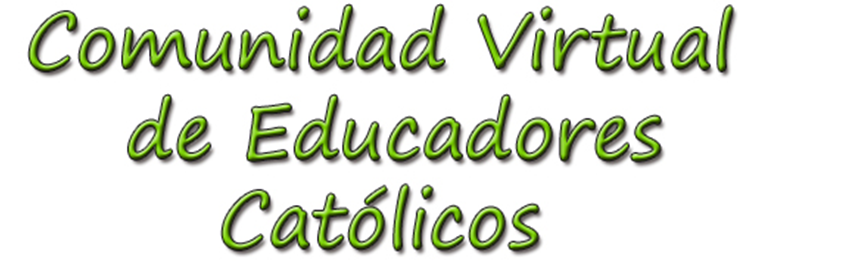 Comunidad Virtual
de Educadores
Católicos